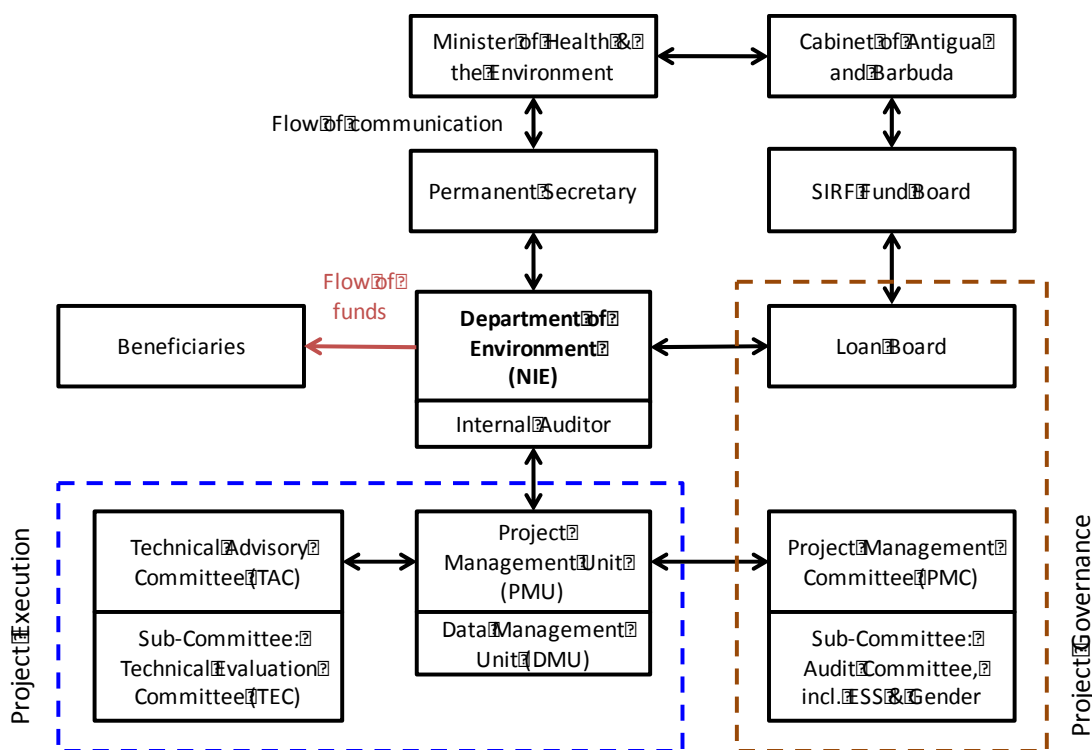 Minister of Health &
the Environment
Cabinet of Antigua
and Barbuda
Flow of communication
Permanent Secretary
SIRF Fund Board
Flow of
funds
Beneficiaries
Department of
Environment
(NIE)
Loan Board
Internal Auditor
Project Execution
Technical Advisory
Committee (TAC)
Project
Management Unit
(PMU)
Project Management
Committee (PMC)
Sub-Committee:
Technical Evaluation
Committee (TEC)
Data Management
Unit (DMU)
Sub-Committee:
Audit Committee,
incl. ESS & Gender
Project Governance